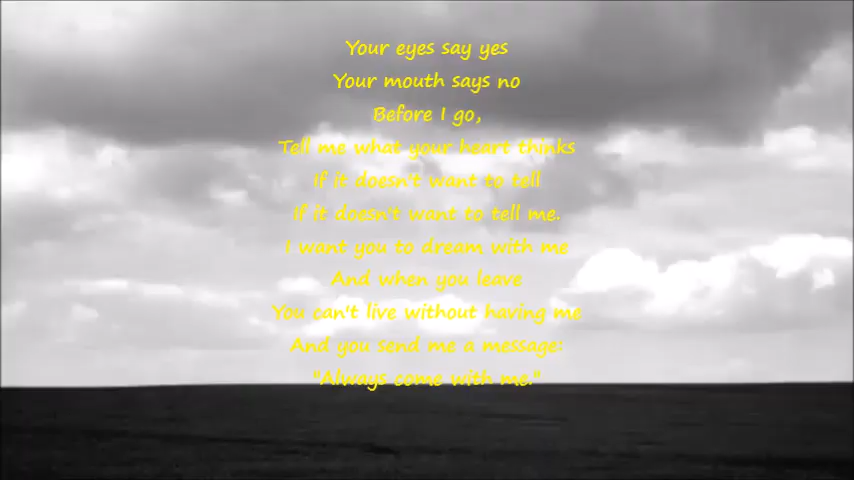 Your eyes say yes
Your mouth says no
Before I go,
Tell me what your heart thinks
If it doesn't want to tell
If it doesn't want to tell me.
I want you to dream with me
And when you leave
You can't live without having me
And you send me a message:
"Always come with me."